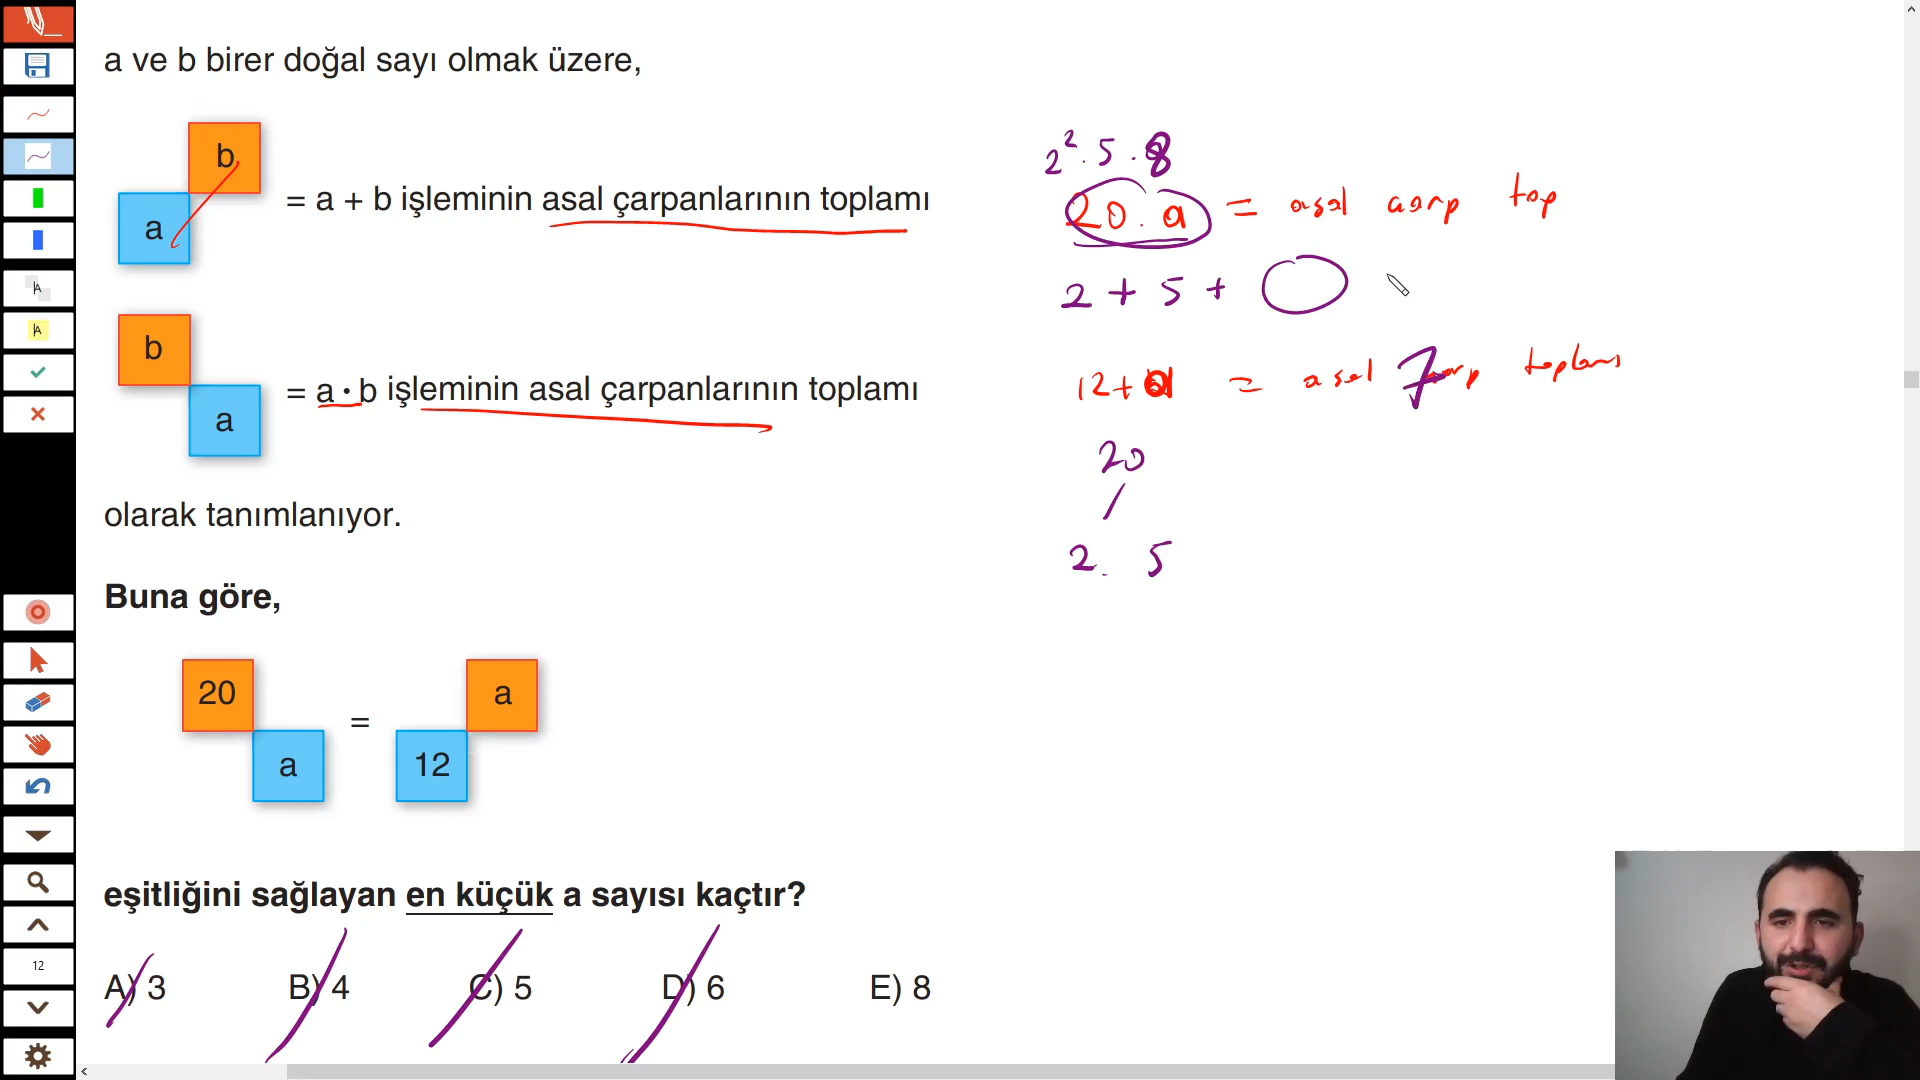 a ve b birer doğal sayı olmak üzere,
b
a
= a + b işleminin asal çarpanlarının toplamı
b
a
= a · b işleminin asal çarpanlarının toplamı
olarak tanımlanıyor.
Buna göre,
20
a
=
a
12
eşitliğini sağlayan en küçük a sayısı kaçtır?
A) 3 B) 4 C) 5 D) 6 E) 8
2² . 5 . 8
20 . a = asal çarp top
2 + 5 +
12 + = asal 7 toplamı
20
2 . 5
12